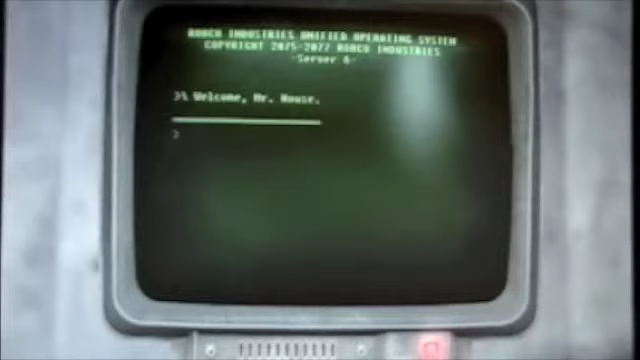 ROBCO INDUSTRIES UNIFIED OPERATING SYSTEM
COPYRIGHT 2075-2077 ROBCO INDUSTRIES
-Server 6-
>% Welcome, Mr. House.
>